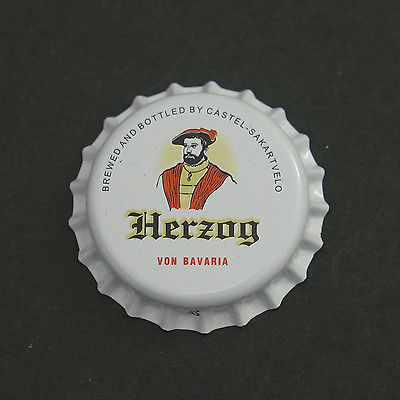 BREWED AND BOTTLED BY CASTEL-SAKARTVELO
Herzog
VON BAVARIA